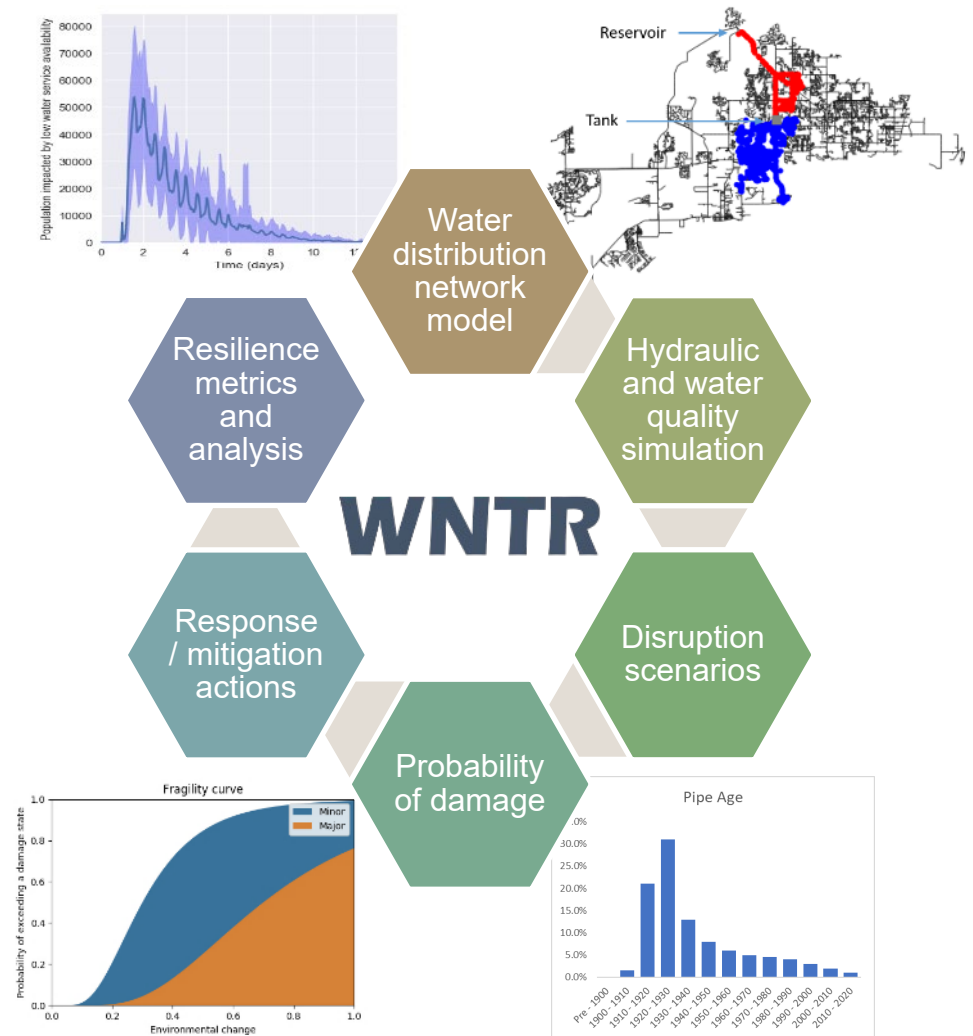 Population impacted by low water service availability
80000
70000
60000
50000
40000
30000
20000
10000
0
0
2
4
6
8
10
Time (days)
Reservoir
Tank
Water
distribution
network
model
Resilience
metrics
and
analysis
Hydraulic
and water
quality
simulation
WNTR
Response
/ mitigation
actions
Disruption
scenarios
Probability
of damage
Fragility curve
Probability of exceeding a damage state
1.0
0.8
0.6
0.4
0.2
0.0
Minor
Major
0.0
0.2
0.4
0.6
0.8
1.0
Environmental change
Pipe Age
30.0%
25.0%
20.0%
15.0%
10.0%
5.0%
0.0%
Pre - 1900
1900-1910
1910-1920
1920 - 1930
1930 - 1940
1940 - 1950
1950 - 1960
1960 - 1970
1970 - 1980
1980 - 1990
1990 - 2000
2000 - 2010
2010 - 2020